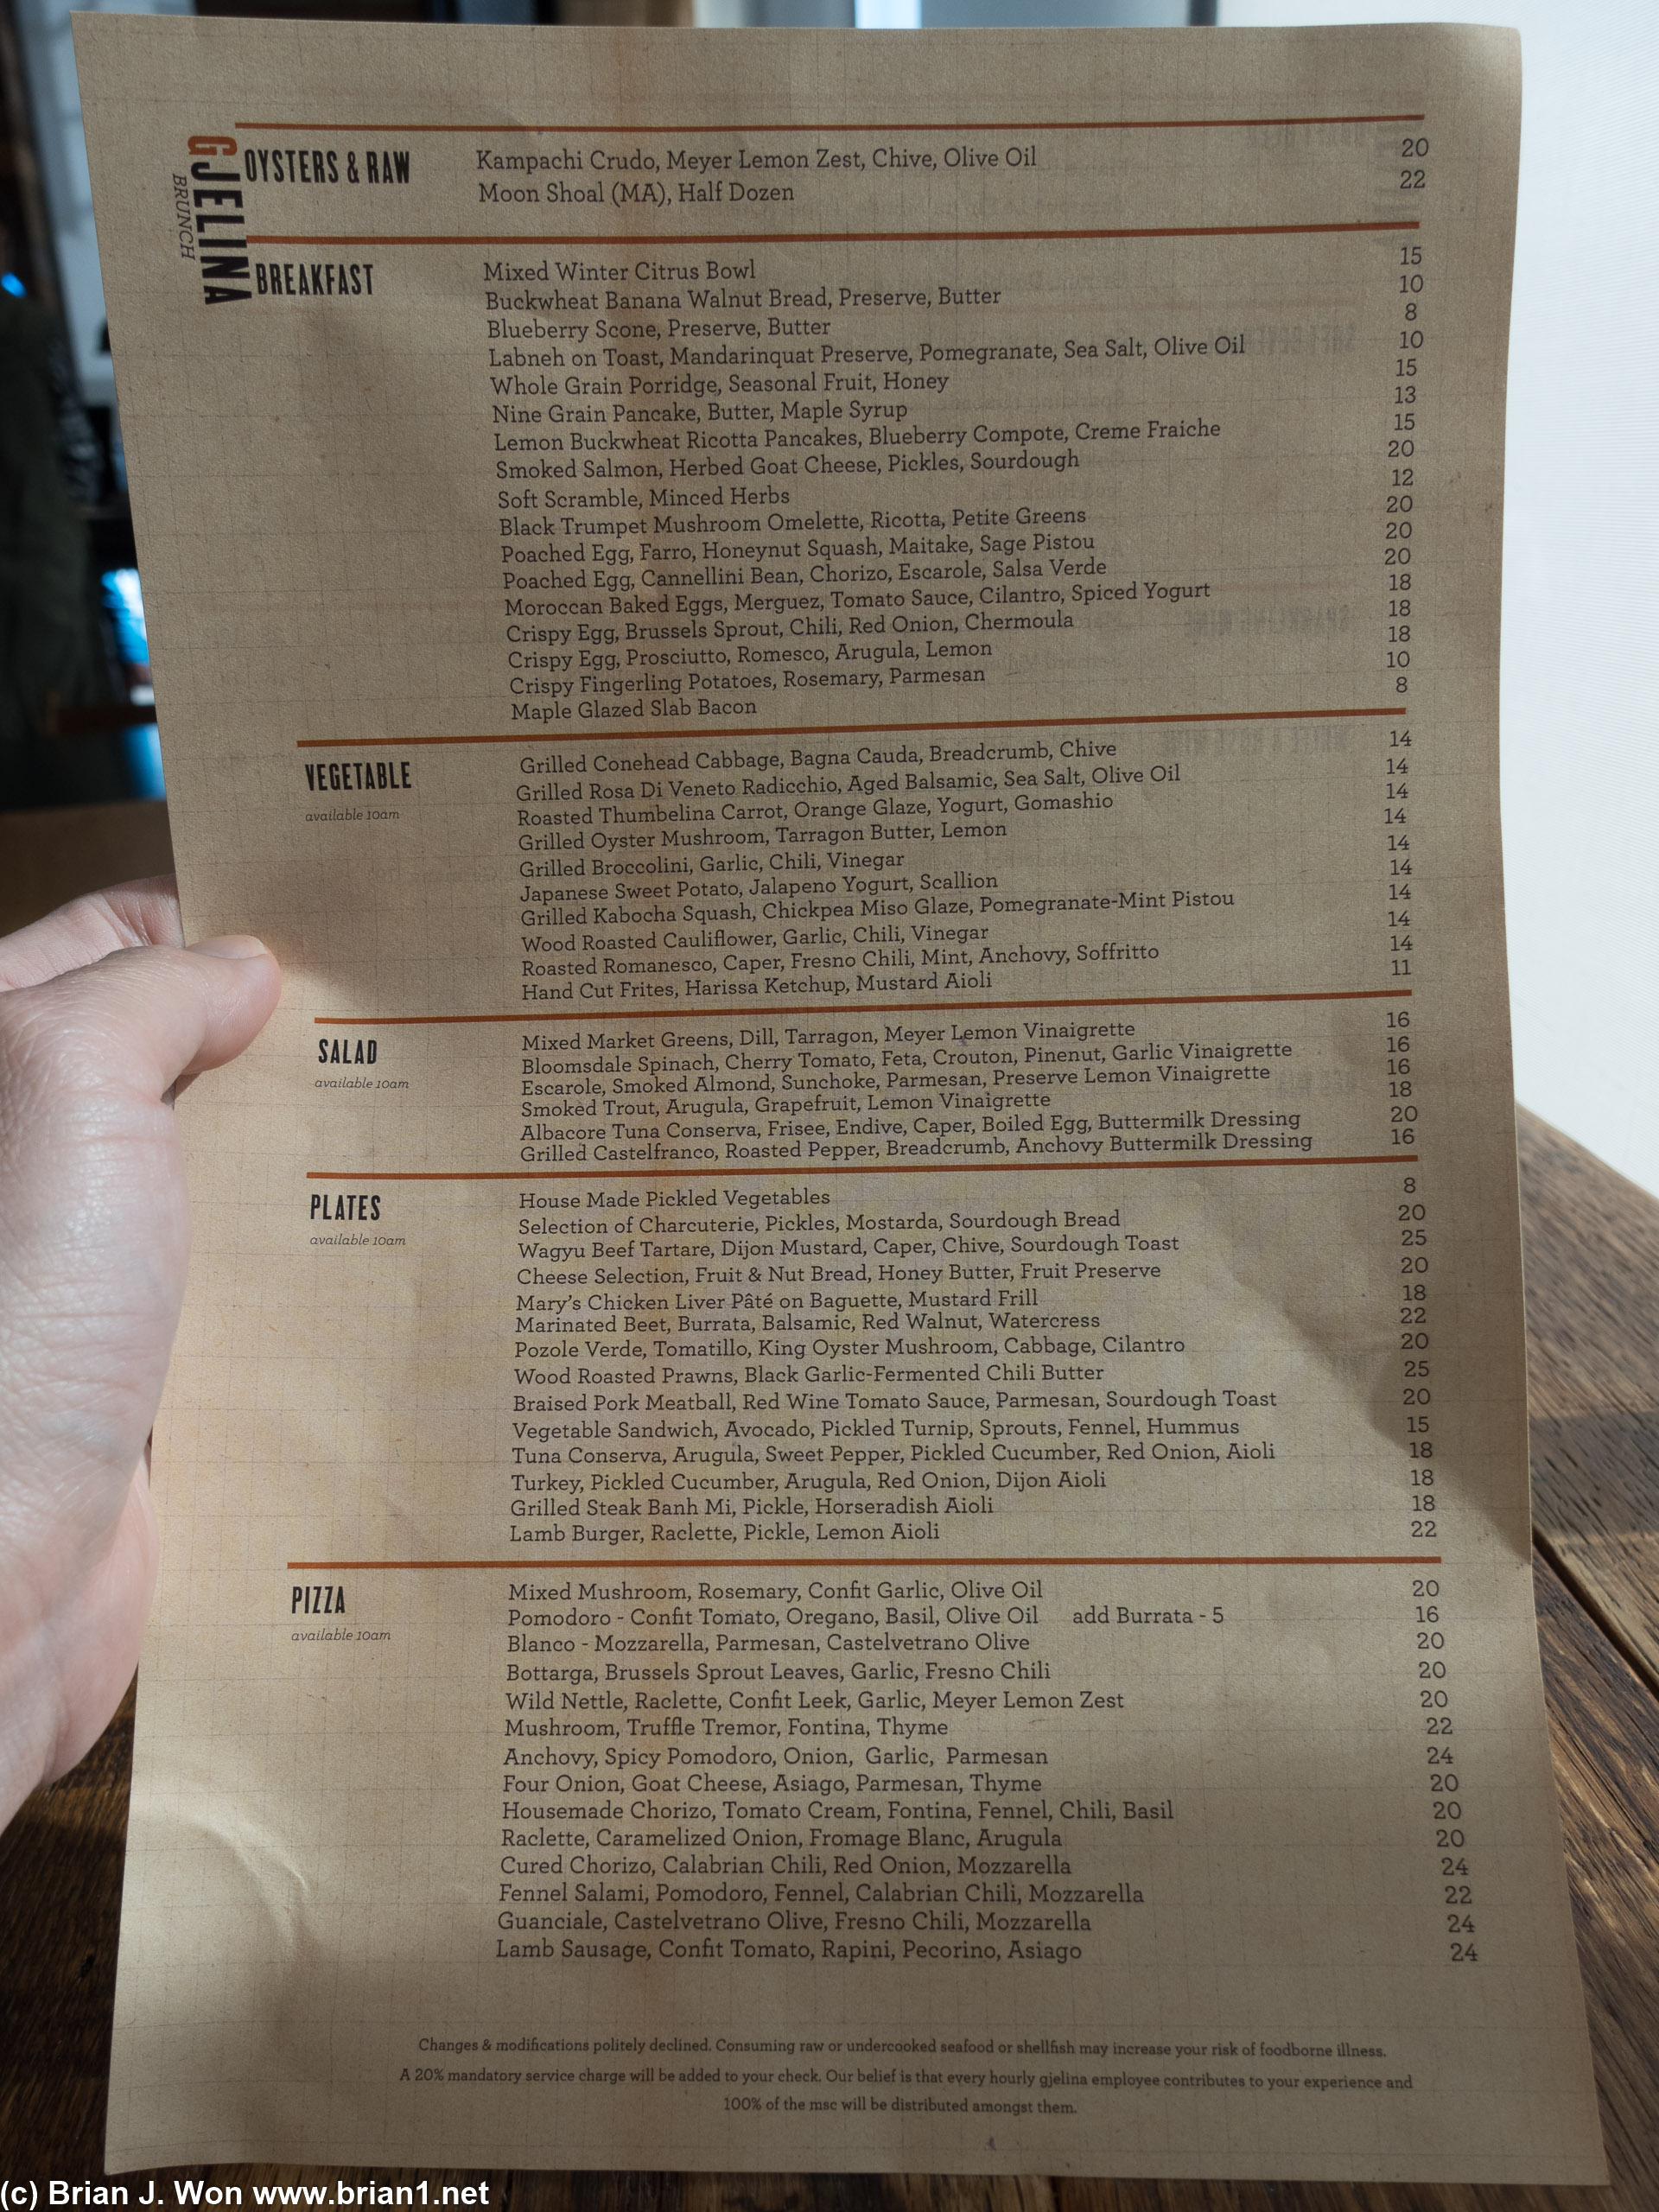 GJELINA
BRUNCH
OYSTERS & RAW
Kampachi Crudo, Meyer Lemon Zest, Chive, Olive Oil 20
Moon Shoal (MA), Half Dozen 22
BREAKFAST
Mixed Winter Citrus Bowl 15
Buckwheat Banana Walnut Bread, Preserve, Butter 10
Blueberry Scone, Preserve, Butter 8
Labneh on Toast, Mandarinquat Preserve, Pomegranate, Sea Salt, Olive Oil 10
Whole Grain Porridge, Seasonal Fruit, Honey 15
Nine Grain Pancake, Butter, Maple Syrup 13
Lemon Buckwheat Ricotta Pancakes, Blueberry Compote, Creme Fraiche 15
Smoked Salmon, Herbed Goat Cheese, Pickles, Sourdough 20
Soft Scramble, Minced Herbs 12
Black Trumpet Mushroom Omelette, Ricotta, Petite Greens 20
Poached Egg, Farro, Honeynut Squash, Maitake, Sage Pistou 20
Poached Egg, Cannellini Bean, Chorizo, Escarole, Salsa Verde 20
Moroccan Baked Eggs, Merguez, Tomato Sauce, Cilantro, Spiced Yogurt 18
Crispy Egg, Brussels Sprout, Chili, Red Onion, Chermoula 18
Crispy Egg, Prosciutto, Romesco, Arugula, Lemon 18
Crispy Fingerling Potatoes, Rosemary, Parmesan 10
Maple Glazed Slab Bacon 8
VEGETABLE
available 10am
Grilled Conehead Cabbage, Bagna Cauda, Breadcrumb, Chive 14
Grilled Rosa Di Veneto Radicchio, Aged Balsamic, Sea Salt, Olive Oil 14
Roasted Thumbelina Carrot, Orange Glaze, Yogurt, Gomashio 14
Grilled Oyster Mushroom, Tarragon Butter, Lemon 14
Grilled Broccolini, Garlic, Chili, Vinegar 14
Japanese Sweet Potato, Jalapeno Yogurt, Scallion 14
Grilled Kabocha Squash, Chickpea Miso Glaze, Pomegranate-Mint Pistou 14
Wood Roasted Cauliflower, Garlic, Chili, Vinegar 14
Roasted Romanesco, Caper, Fresno Chili, Mint, Anchovy, Soffritto 14
Hand Cut Frites, Harissa Ketchup, Mustard Aioli 11
SALAD
available 10am
Mixed Market Greens, Dill, Tarragon, Meyer Lemon Vinaigrette 16
Bloomsdale Spinach, Cherry Tomato, Feta, Crouton, Pinenut, Garlic Vinaigrette 16
Escarole, Smoked Almond, Sunchoke, Parmesan, Preserve Lemon Vinaigrette 16
Smoked Trout, Arugula, Grapefruit, Lemon Vinaigrette 18
Albacore Tuna Conserva, Frisee, Endive, Caper, Boiled Egg, Buttermilk Dressing 20
Grilled Castelfranco, Roasted Pepper, Breadcrumb, Anchovy Buttermilk Dressing 16
PLATES
available 10am
House Made Pickled Vegetables 8
Selection of Charcuterie, Pickles, Mostarda, Sourdough Bread 20
Wagyu Beef Tartare, Dijon Mustard, Caper, Chive, Sourdough Toast 25
Cheese Selection, Fruit & Nut Bread, Honey Butter, Fruit Preserve 20
Mary's Chicken Liver Pâté on Baguette, Mustard Frill 18
Marinated Beet, Burrata, Balsamic, Red Walnut, Watercress 22
Pozole Verde, Tomatillo, King Oyster Mushroom, Cabbage, Cilantro 20
Wood Roasted Prawns, Black Garlic-Fermented Chili Butter 25
Braised Pork Meatball, Red Wine Tomato Sauce, Parmesan, Sourdough Toast 20
Vegetable Sandwich, Avocado, Pickled Turnip, Sprouts, Fennel, Hummus 15
Tuna Conserva, Arugula, Sweet Pepper, Pickled Cucumber, Red Onion, Aioli 18
Turkey, Pickled Cucumber, Arugula, Red Onion, Dijon Aioli 18
Grilled Steak Banh Mi, Pickle, Horseradish Aioli 18
Lamb Burger, Raclette, Pickle, Lemon Aioli 22
PIZZA
available 10am
Mixed Mushroom, Rosemary, Confit Garlic, Olive Oil 20
Pomodoro - Confit Tomato, Oregano, Basil, Olive Oil add Burrata - 5 16
Blanco - Mozzarella, Parmesan, Castelvetrano Olive 20
Bottarga, Brussels Sprout Leaves, Garlic, Fresno Chili 20
Wild Nettle, Raclette, Confit Leek, Garlic, Meyer Lemon Zest 20
Mushroom, Truffle Tremor, Fontina, Thyme 22
Anchovy, Spicy Pomodoro, Onion, Garlic, Parmesan 24
Four Onion, Goat Cheese, Asiago, Parmesan, Thyme 20
Housemade Chorizo, Tomato Cream, Fontina, Fennel, Chili, Basil 20
Raclette, Caramelized Onion, Fromage Blanc, Arugula 20
Cured Chorizo, Calabrian Chili, Red Onion, Mozzarella 24
Fennel Salami, Pomodoro, Fennel, Calabrian Chili, Mozzarella 22
Guanciale, Castelvetrano Olive, Fresno Chili, Mozzarella 24
Lamb Sausage, Confit Tomato, Rapini, Pecorino, Asiago 24
Changes & modifications politely declined. Consuming raw or undercooked seafood or shellfish may increase your risk of foodborne illness.
A 20% mandatory service charge will be added to your check. Our belief is that every hourly gjelina employee contributes to your experience and
100% of the msc will be distributed amongst them.
(c) Brian J. Won www.brian1.net